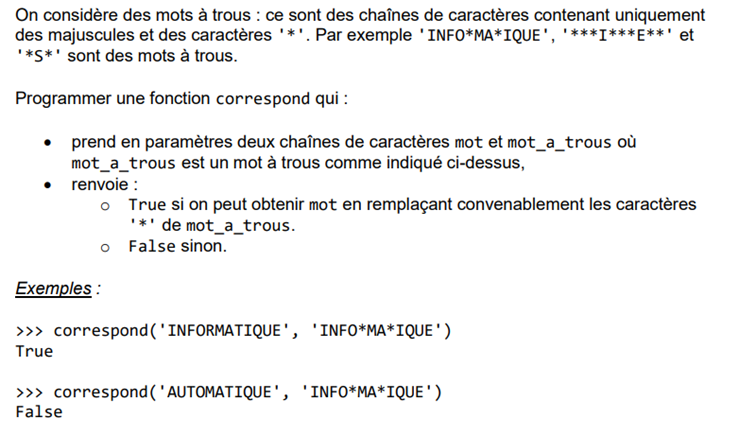 On considère des mots à trous : ce sont des chaînes de caractères contenant uniquement
des majuscules et des caractères '*'. Par exemple 'INFO*MA*IQUE', '***I***E**' et
'*S*' sont des mots à trous.
Programmer une fonction correspond qui :
• prend en paramètres deux chaînes de caractères mot et mot_a_trous où
mot_a_trous est un mot à trous comme indiqué ci-dessus,
• renvoie :
o True si on peut obtenir mot en remplaçant convenablement les caractères
'*' de mot_a_trous.
o False sinon.
Exemples :
>>> correspond('INFORMATIQUE', 'INFO*MA*IQUE')
True
>>> correspond('AUTOMATIQUE', 'INFO*MA*IQUE')
False